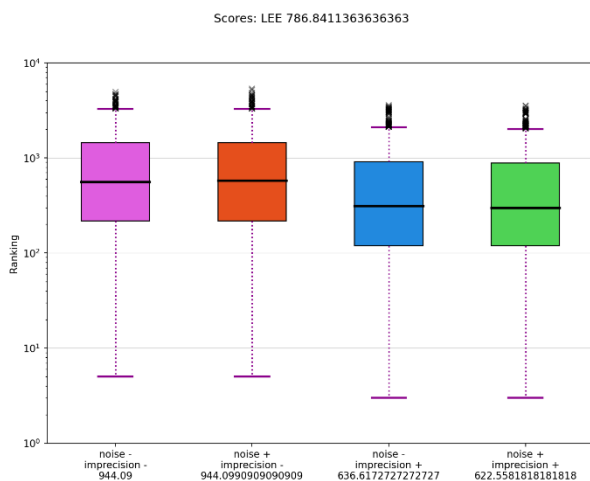 Scores: LEE 786.8411363636363
10⁴
10³
10²
10¹
10⁰
Ranking
noise -
imprecision -
944.09
noise +
imprecision -
944.0990909090909
noise -
imprecision +
636.6172727272727
noise +
imprecision +
622.5581818181818